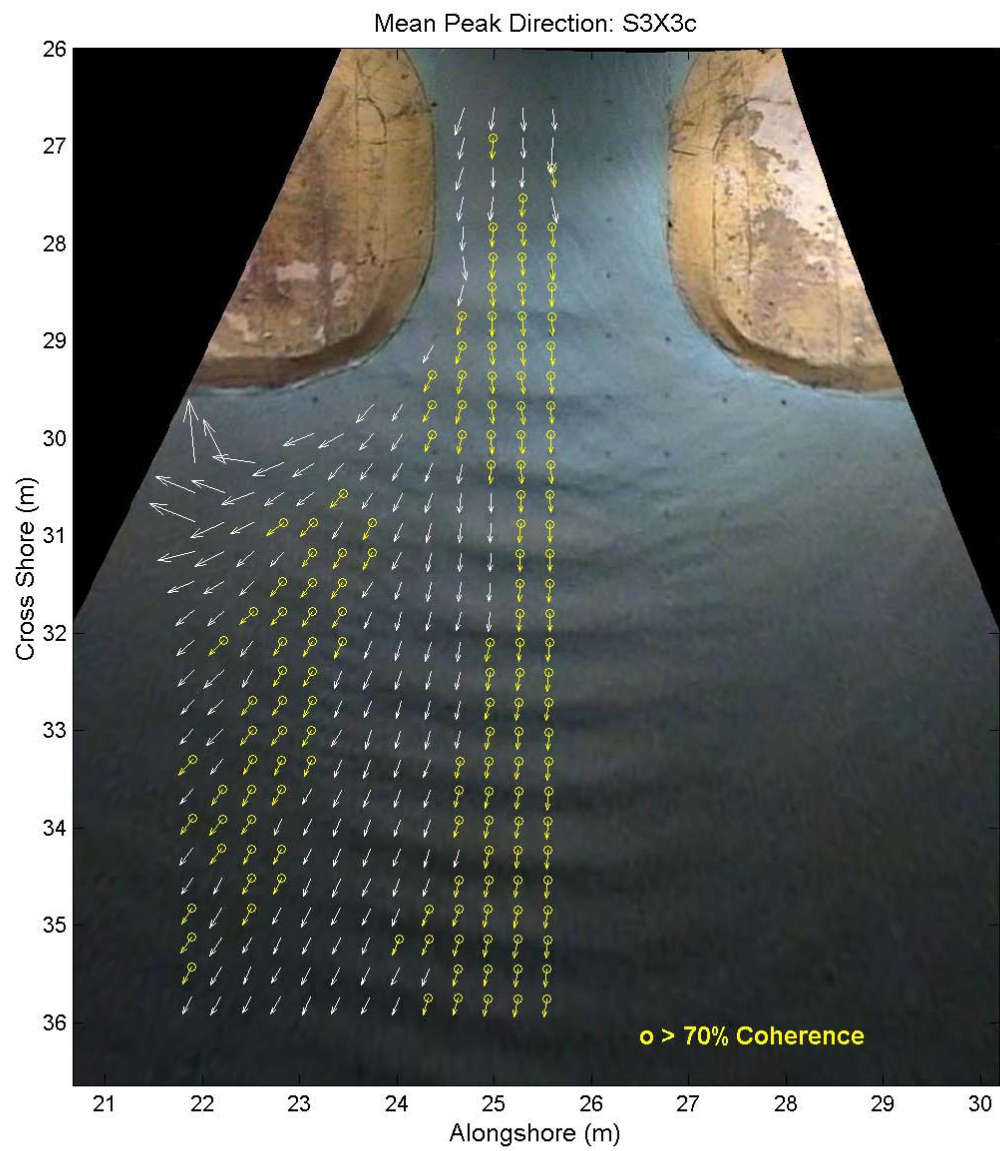 Mean Peak Direction: S3X3c
26
27
28
29
30
31
32
33
34
35
36
Cross Shore (m)
o > 70% Coherence
21 22 23 24 25 26 27 28 29 30
Alongshore (m)